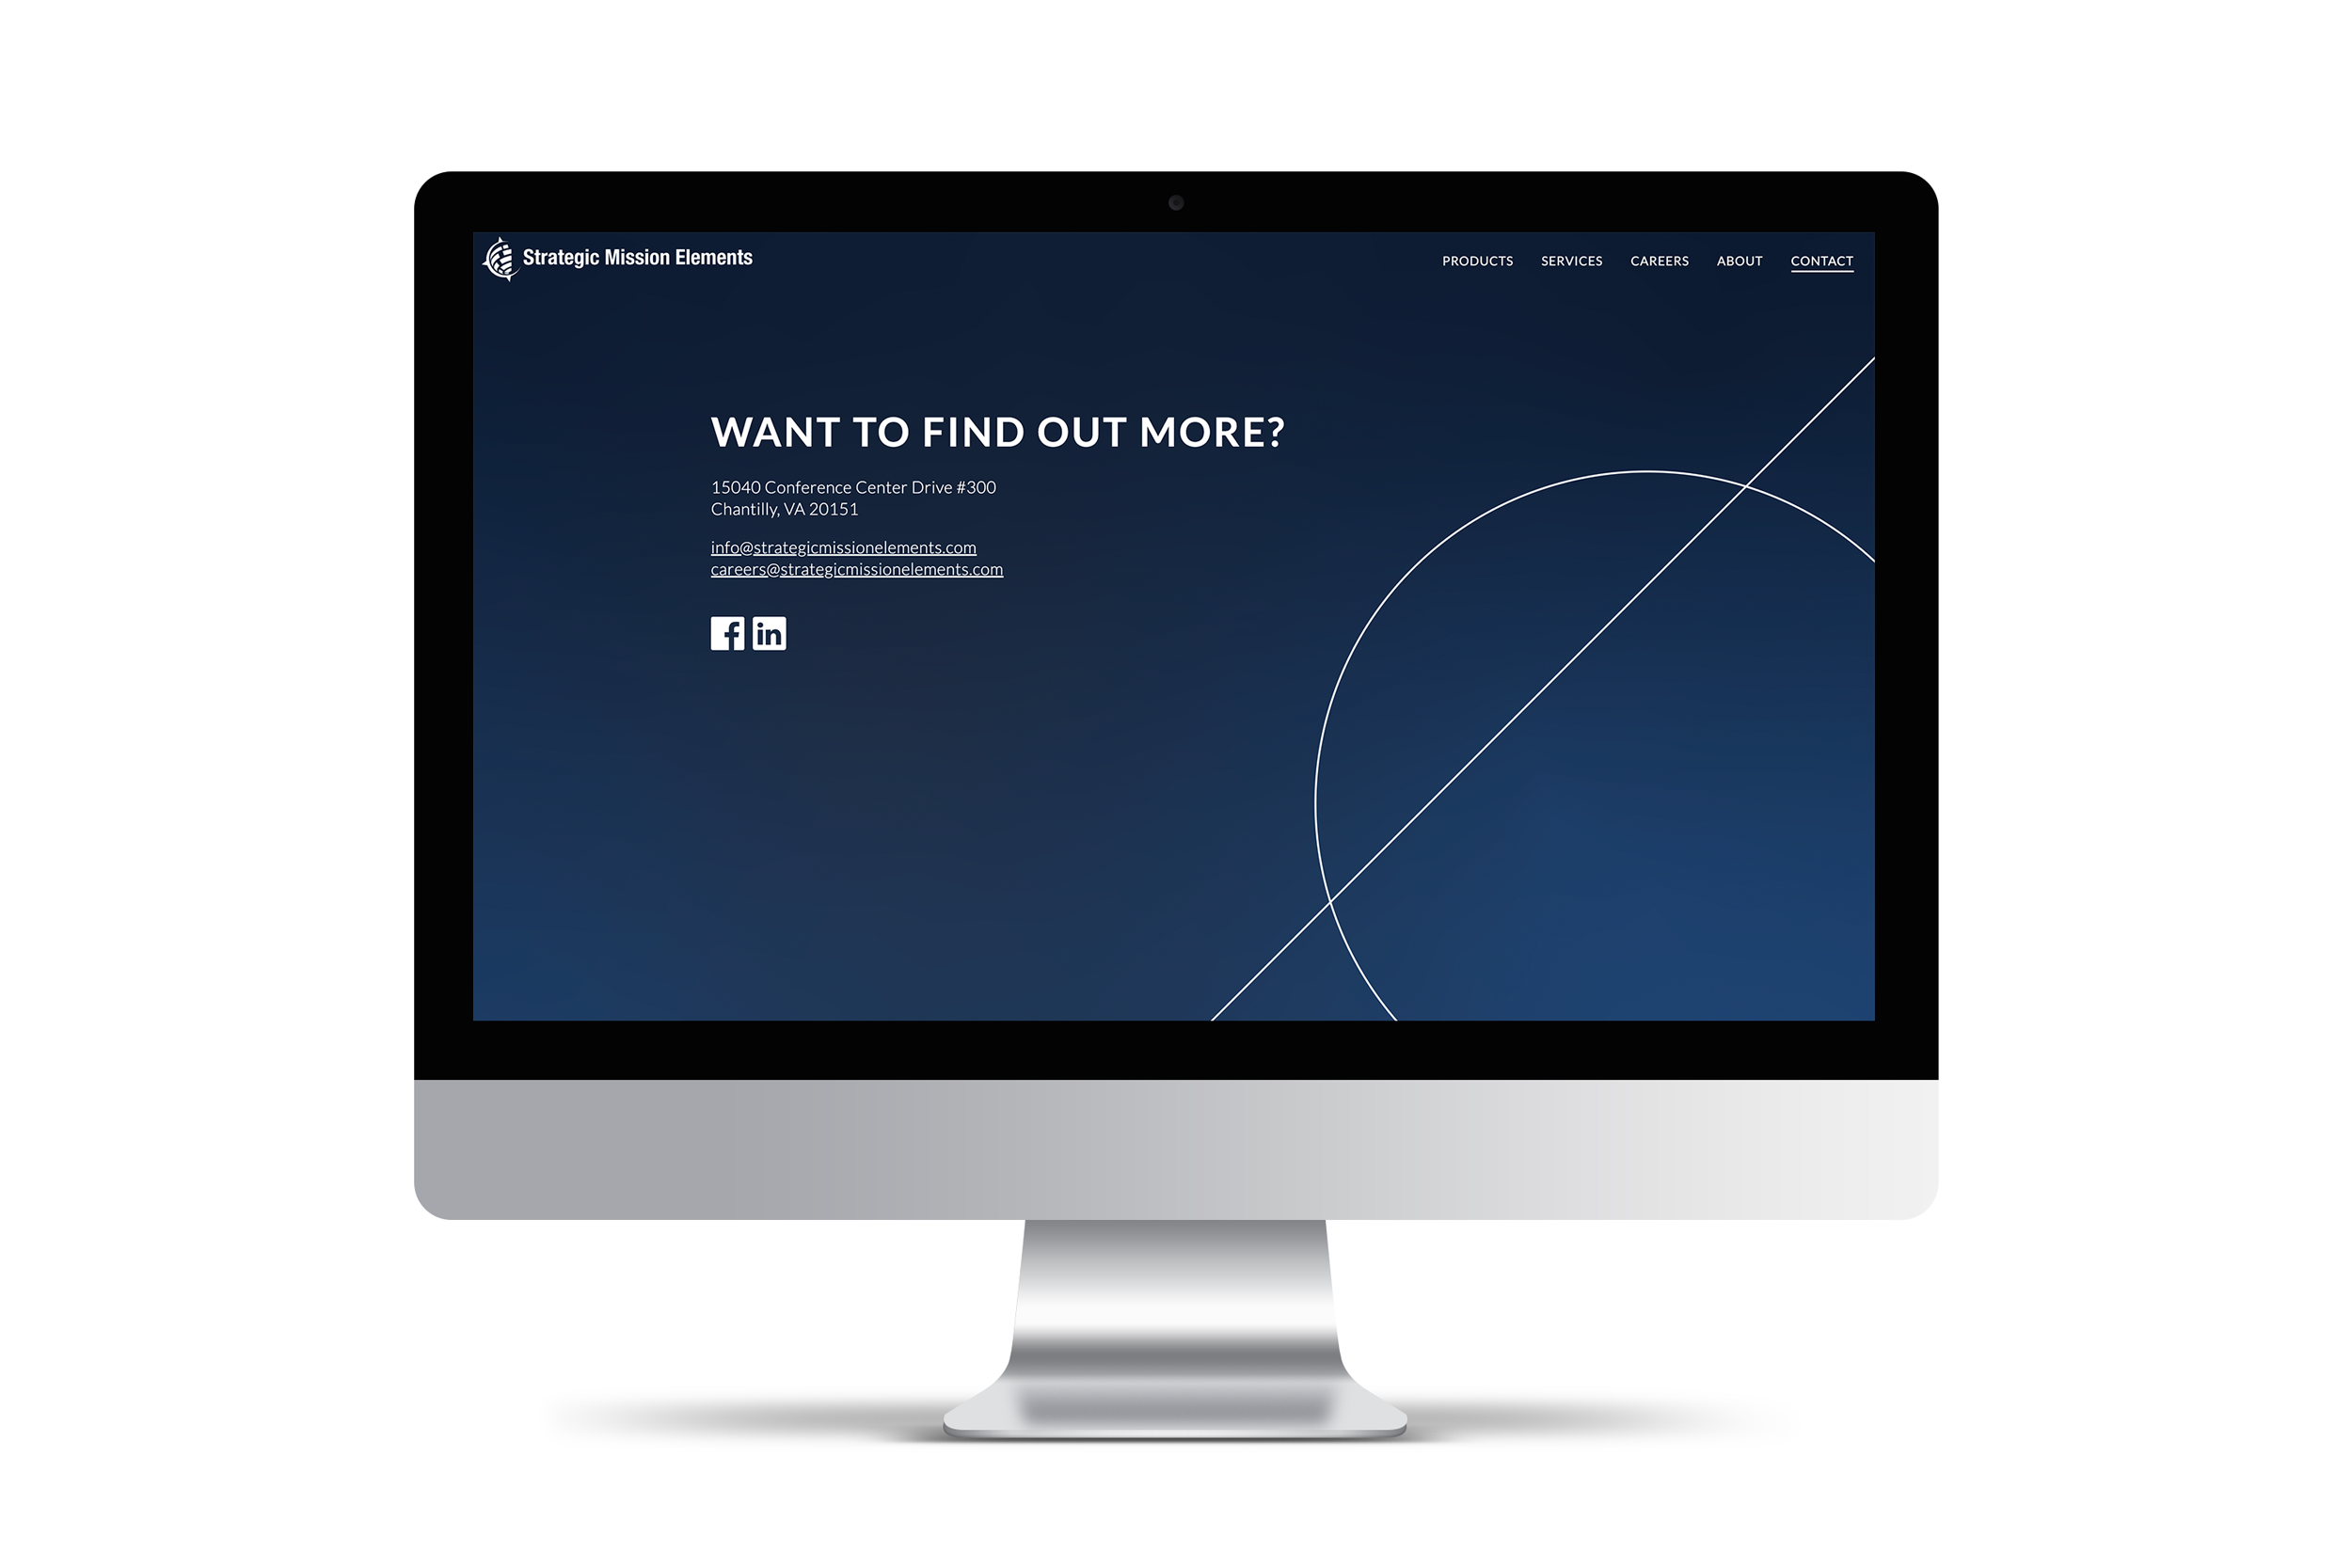 Strategic Mission Elements
PRODUCTS SERVICES CAREERS ABOUT CONTACT
WANT TO FIND OUT MORE?
15040 Conference Center Drive #300
Chantilly, VA 20151
info@strategicmissionelements.com
careers@strategicmissionelements.com
f in